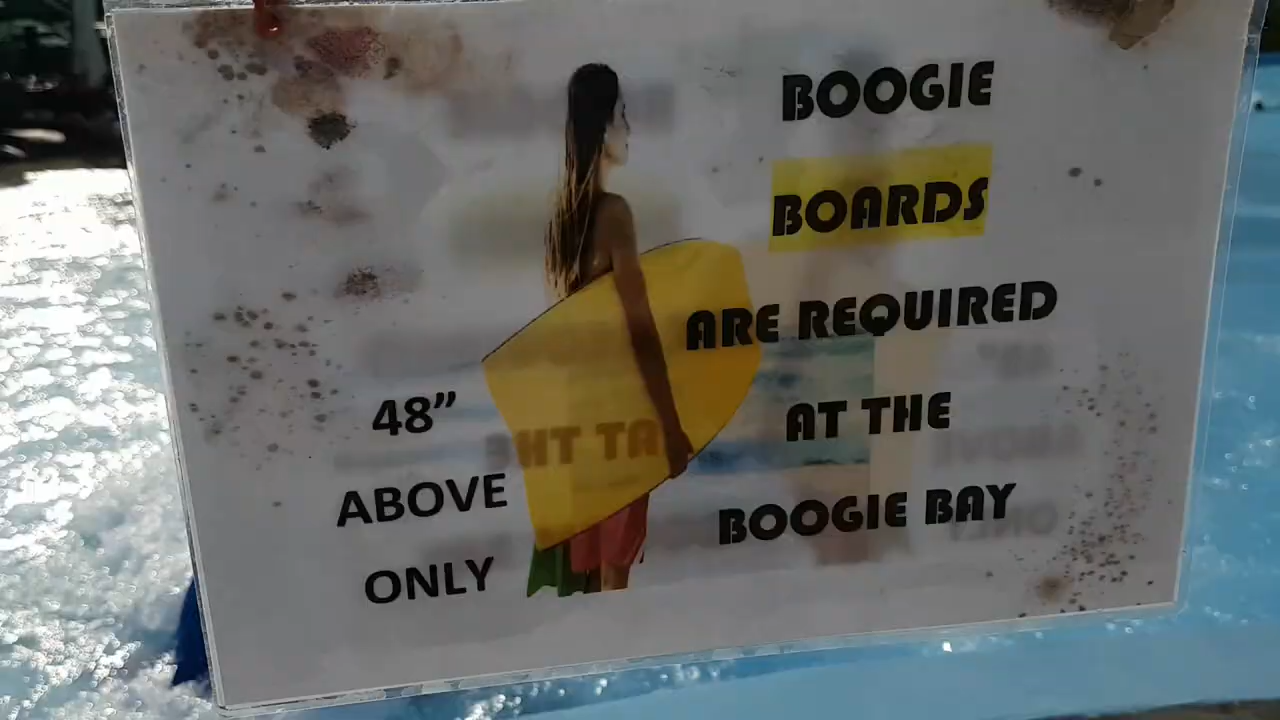 BOOGIE
BOARDS
ARE REQUIRED
AT THE
BOOGIE BAY
48”
ABOVE
ONLY